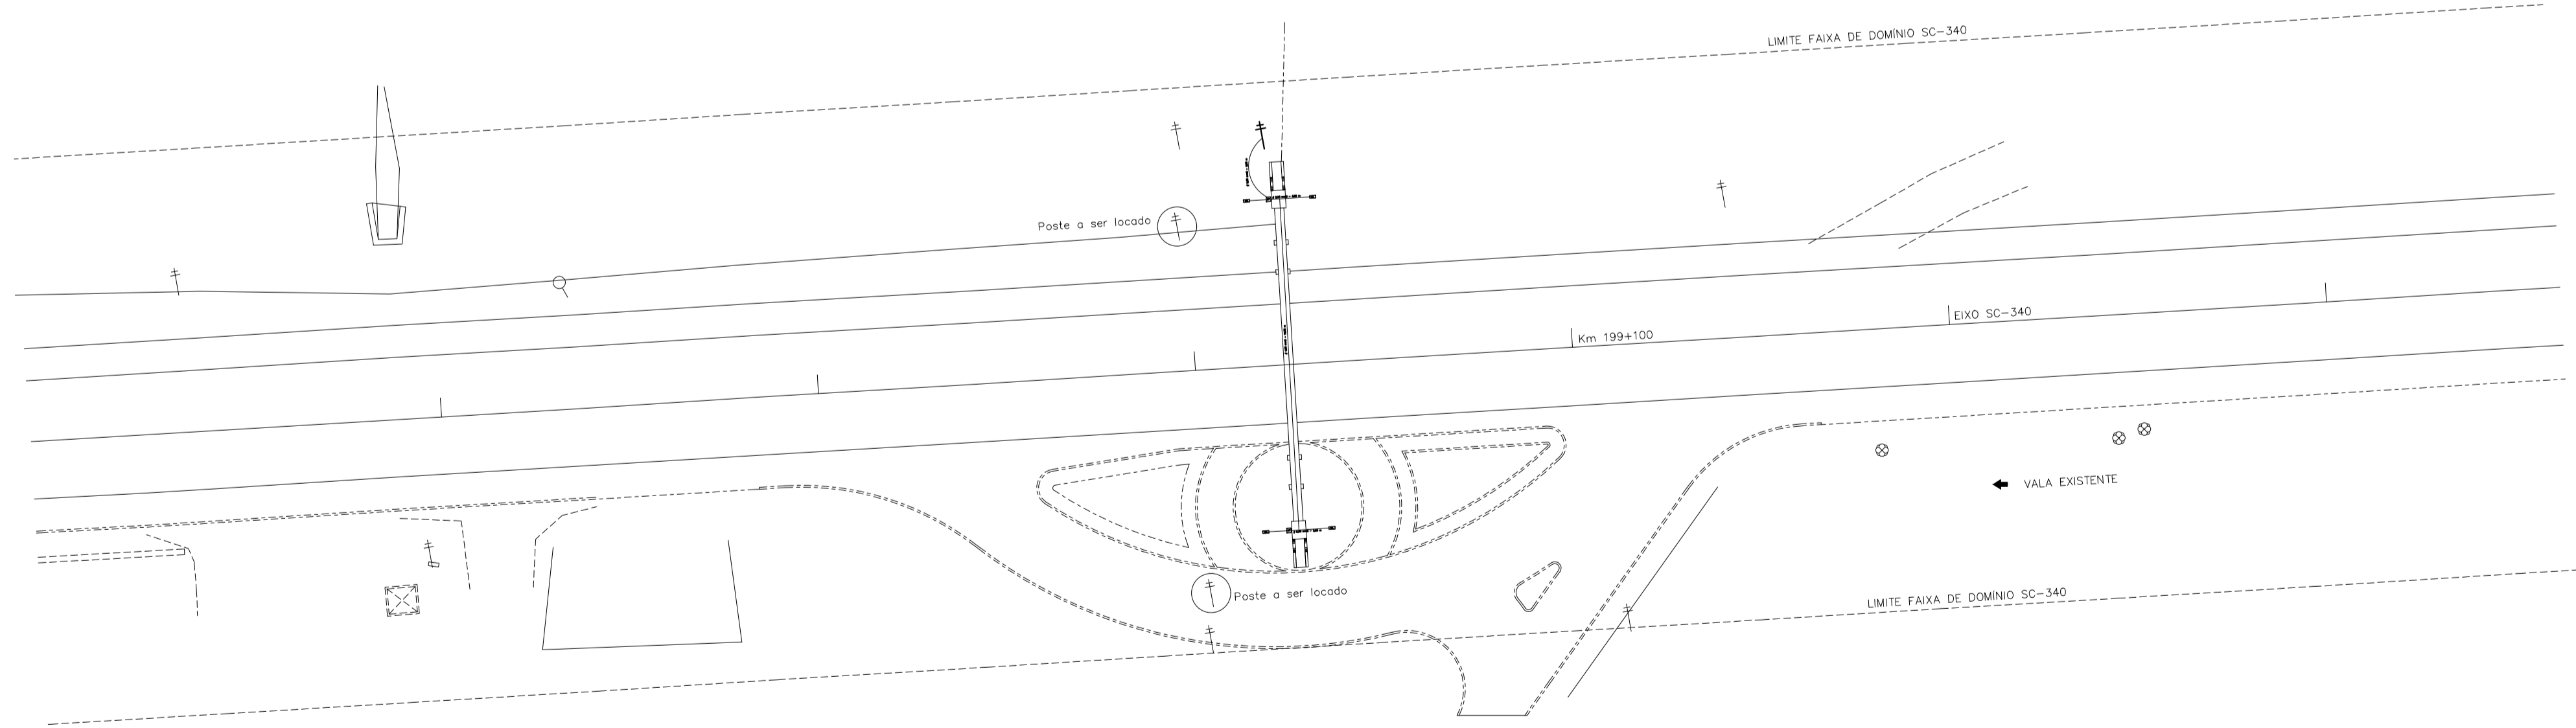 LIMITE FAIXA DE DOMÍNIO SC-340
Poste a ser locado
EIXO SC-340
Km 199+100
VALA EXISTENTE
Poste a ser locado
LIMITE FAIXA DE DOMÍNIO SC-340